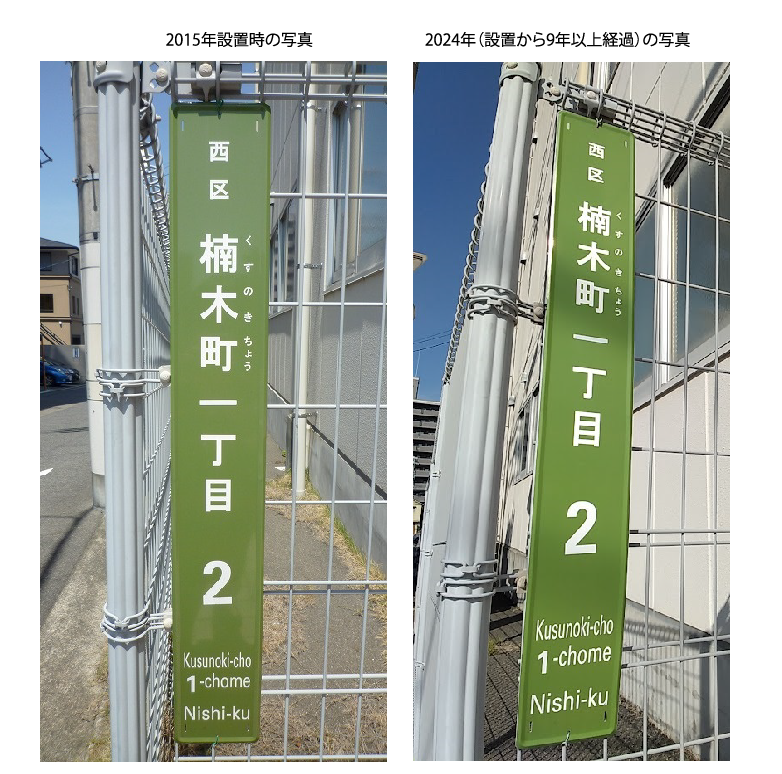 2015年設置時の写真
2024年（設置から9年以上経過）の写真
西区
楠木町一丁目
くすのきちょう
2
Kusunoki-cho
1-chome
Nishi-ku
西区
楠木町一丁目
くすのきちょう
2
Kusunoki-cho
1-chome
Nishi-ku